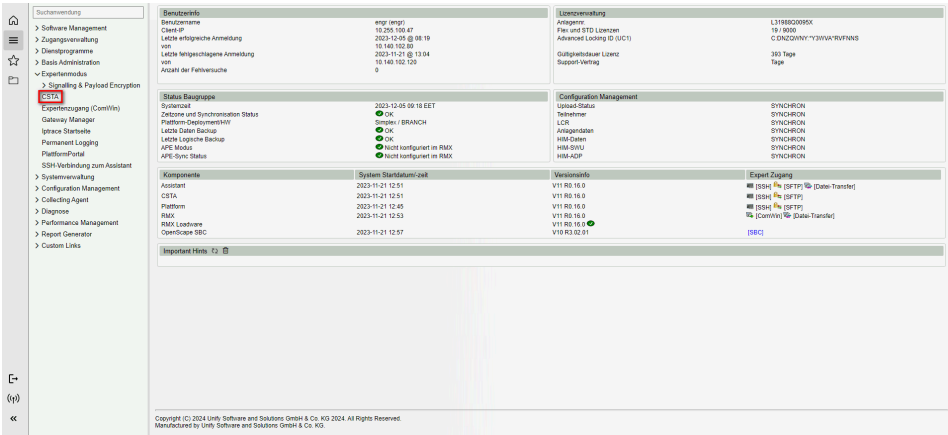 Suchanwendung
Software Management
Zugangsverwaltung
Dienstprogramme
Basis Administration
Expertenmodus
Signalling & Payload Encryption
CSTA
Expertenzugang (ComWin)
Gateway Manager
Iptrace Startseite
Permanent Logging
PlattformPortal
SSH-Verbindung zum Assistant
Systemverwaltung
Configuration Management
Collecting Agent
Diagnose
Performance Management
Report Generator
Custom Links
Benutzerinfo
Benutzername engr (engr)
Client-IP 10.255.100.47
Letzte erfolgreiche Anmeldung 2023-12-05 @ 08:19
von 10.140.102.80
Letzte fehlgeschlagene Anmeldung 2023-11-21 @ 13:04
von 10.140.102.120
Anzahl der Fehlversuche 0
Lizenzverwaltung
Anlagennr. L31988Q0095X
Flex und STD Lizenzen 19 / 9000
Advanced Locking ID (UC1) C:DNZQWNY:*Y3WVA*RVFNNS
Gültigkeitsdauer Lizenz 393 Tage
Support-Vertrag Tage
Status Baugruppe
Systemzeit 2023-12-05 09:18 EET
Zeitzone und Synchronisation Status OK
Plattform-Deployment/HW Simplex / BRANCH
Letzte Daten Backup OK
Letzte Logische Backup OK
APE Modus Nicht konfiguriert im RMX
APE-Sync Status Nicht konfiguriert im RMX
Configuration Management
Upload-Status SYNCHRON
Teilnehmer SYNCHRON
LCR SYNCHRON
Anlagendaten SYNCHRON
HIM-Daten SYNCHRON
HIM-SWU SYNCHRON
HIM-ADP SYNCHRON
Komponente System Startdatum/-zeit Versionsinfo Expert Zugang
Assistant 2023-11-21 12:51 V11 R0.16.0 [SSH] [SFTP] [Datei-Transfer]
CSTA 2023-11-21 12:51 V11 R0.16.0 [SSH] [SFTP]
Plattform 2023-11-21 12:45 V11 R0.16.0 [SSH] [SFTP]
RMX 2023-11-21 12:53 V11 R0.16.0 [ComWin] [Datei-Transfer]
RMX Loadware V11 R0.16.0
OpenScape SBC 2023-11-21 12:57 V10 R3.02.01 [SBC]
Important Hints
Copyright (C) 2024 Unify Software and Solutions GmbH & Co. KG 2024. All Rights Reserved.
Manufactured by Unify Software and Solutions GmbH & Co. KG.